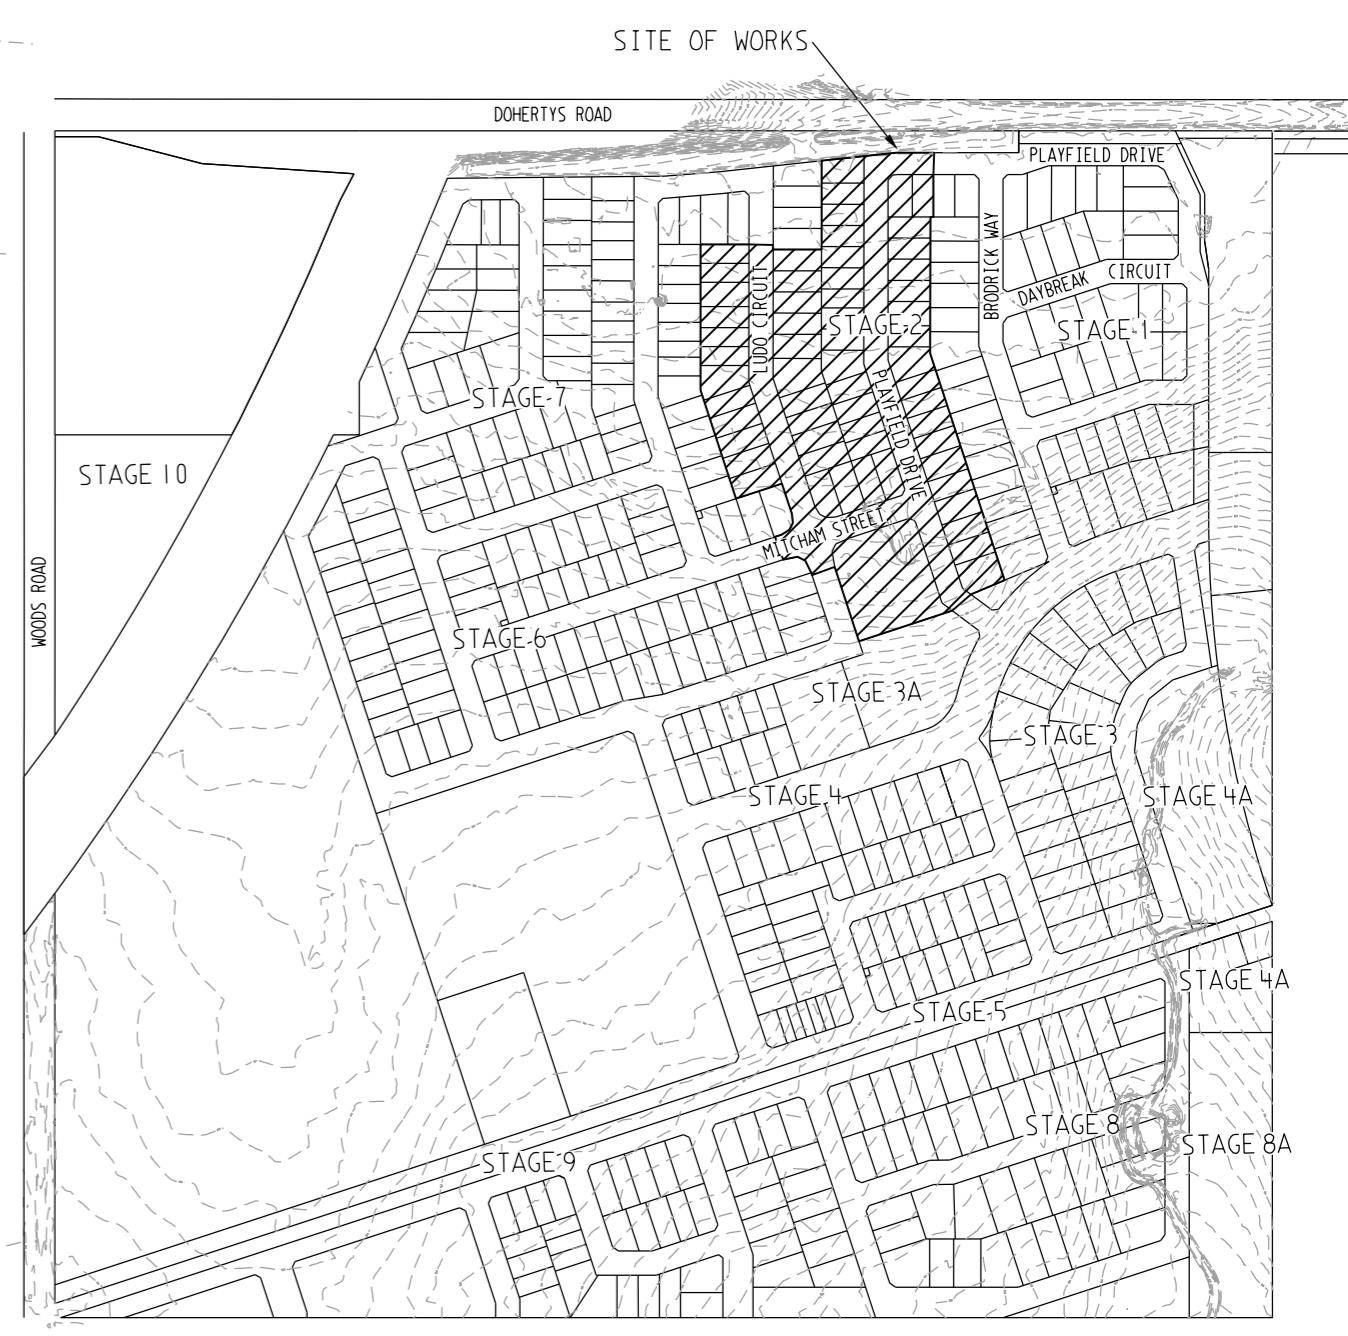 SITE OF WORKS
DOHERTYS ROAD
PLAYFIELD DRIVE
BRODRICK WAY
DAYBREAK CIRCUIT
LUDO CIRCUIT
STAGE 2
STAGE 1
PLAYFIELD DRIVE
STAGE 7
STAGE 10
MITCHAM STREET
WOODS ROAD
STAGE 6
STAGE 3A
STAGE 3
STAGE 4
STAGE 4A
STAGE 4A
STAGE 5
STAGE 8
STAGE 8A
STAGE 9